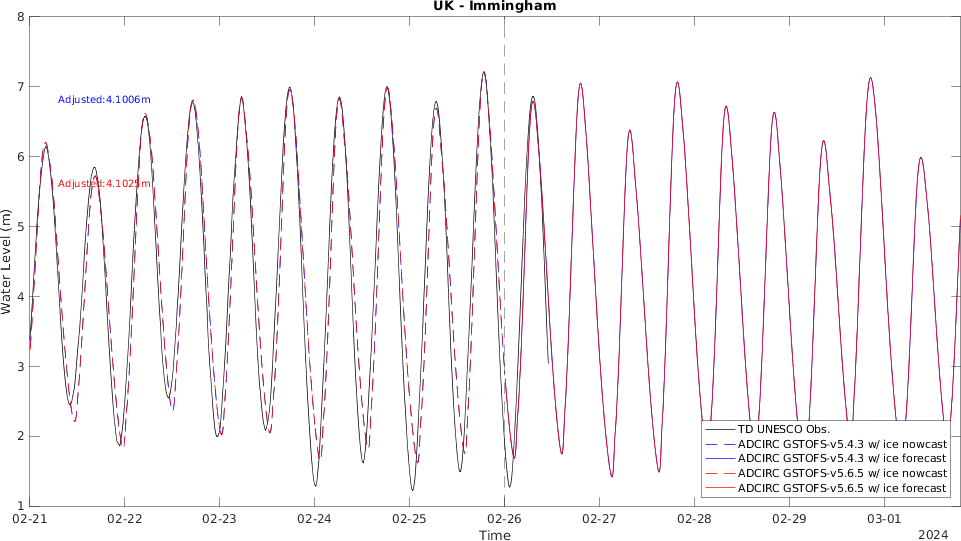 UK - Immingham
8
7
6
5
4
3
2
1
Water Level (m)
Adjusted:4.1006m
Adjusted:4.1025m
TD UNESCO Obs.
ADCIRC GSTOFS-v5.4.3 w/ ice nowcast
ADCIRC GSTOFS-v5.4.3 w/ ice forecast
ADCIRC GSTOFS-v5.6.5 w/ ice nowcast
ADCIRC GSTOFS-v5.6.5 w/ ice forecast
02-21 02-22 02-23 02-24 02-25 02-26 02-27 02-28 02-29 03-01
Time
2024